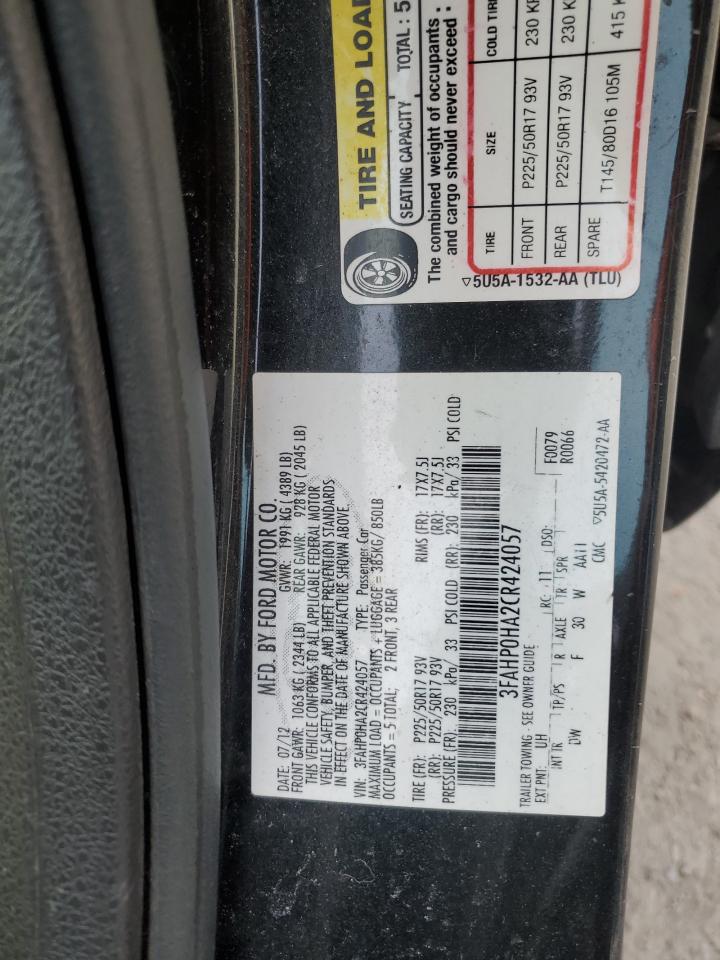 TIRE AND LOA
SEATING CAPACITY TOTAL : 5
The combined weight of occupants
and cargo should never exceed :
TIRE SIZE COLD TIRE
FRONT P225/50R17 93V 230 KP
REAR P225/50R17 93V 230 K
SPARE T145/80D16 105M 415 K
▽5U5A-1532-AA (TLU)
MFD. BY FORD MOTOR CO.
DATE: 07/12 GVWR: 1991 KG ( 4389 LB)
FRONT GAWR: 1063 KG ( 2344 LB) REAR GAWR: 928 KG ( 2045 LB)
THIS VEHICLE CONFORMS TO ALL APPLICABLE FEDERAL MOTOR
VEHICLE SAFETY, BUMPER, AND THEFT PREVENTION STANDARDS
IN EFFECT ON THE DATE OF MANUFACTURE SHOWN ABOVE.
VIN: 3FAHP0HA2CR424057 TYPE: Passenger Car
MAXIMUM LOAD = OCCUPANTS + LUGGAGE = 385KG/ 850LB
OCCUPANTS = 5 TOTAL; 2 FRONT, 3 REAR
TIRE (FR): P225/50R17 93V RIMS (FR): 17X7.5J
(RR): P225/50R17 93V (RR): 17X7.5J
PRESSURE (FR): 230 kPa/ 33 PSI COLD (RR): 230 kPa/ 33 PSI COLD
3FAHP0HA2CR424057
TRAILER TOWING - SEE OWNER GUIDE
EXT PNT: UH RC: 11 DSO: F0079
R0066
INT TR TP/PS R AXLE TR SPR
DW F 30 W AA11
CMC ▽5U5A-5420472-AA